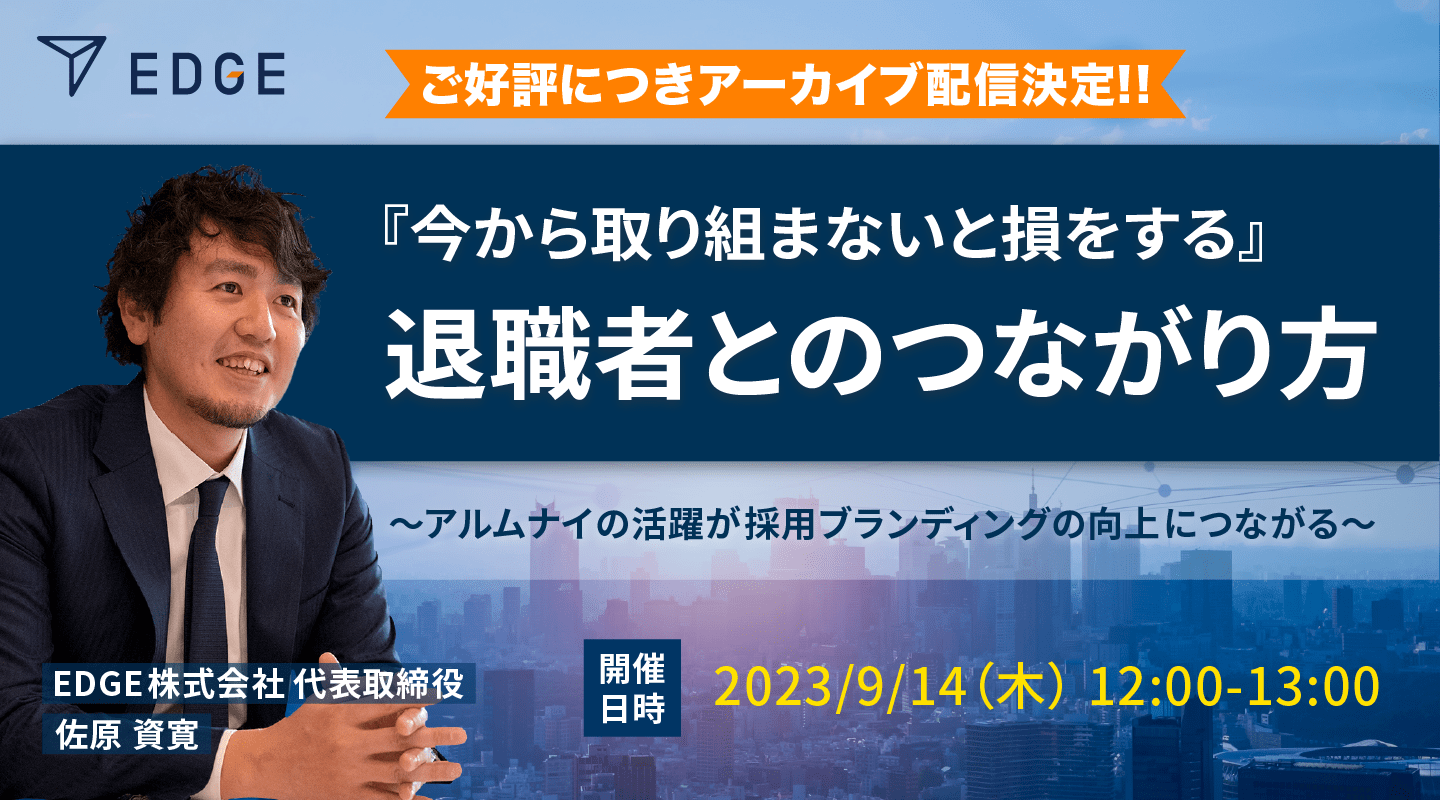 EDGE
ご好評につきアーカイブ配信決定!!
『今から取り組まないと損をする』
退職者とのつながり方
～アルムナイの活躍が採用ブランディングの向上につながる～
EDGE株式会社 代表取締役
佐原 資寛
開催
日時
2023/9/14（木） 12:00-13:00